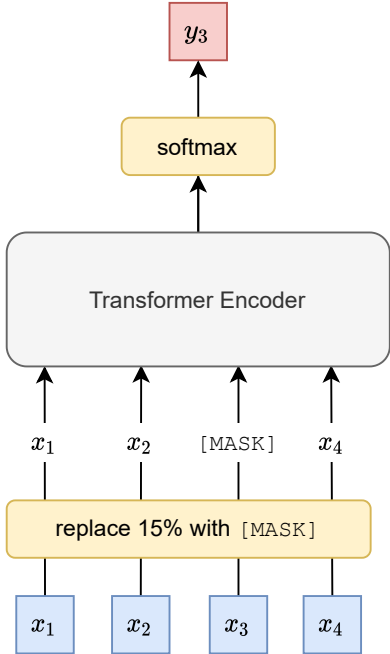 y₃
softmax
Transformer Encoder
x₁ x₂ [MASK] x₄
replace 15% with [MASK]
x₁ x₂ x₃ x₄